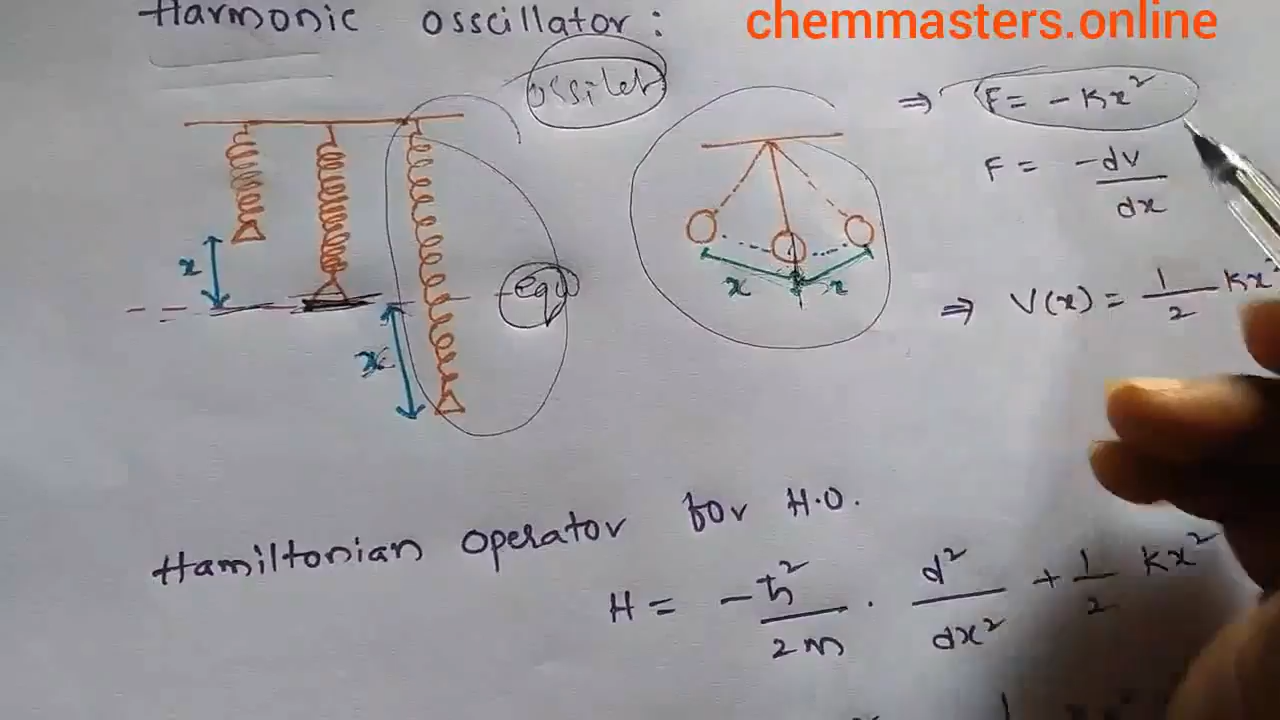 Harmonic osscillator:
chemmasters.online
ossilet
⇒ F = -kx²
F = -dv/dx
x
equ
x x
⇒ V(x) = 1/2 kx²
x
Hamiltonian operator for H.O.
H = -ħ²/2m · d²/dx² + 1/2 kx²